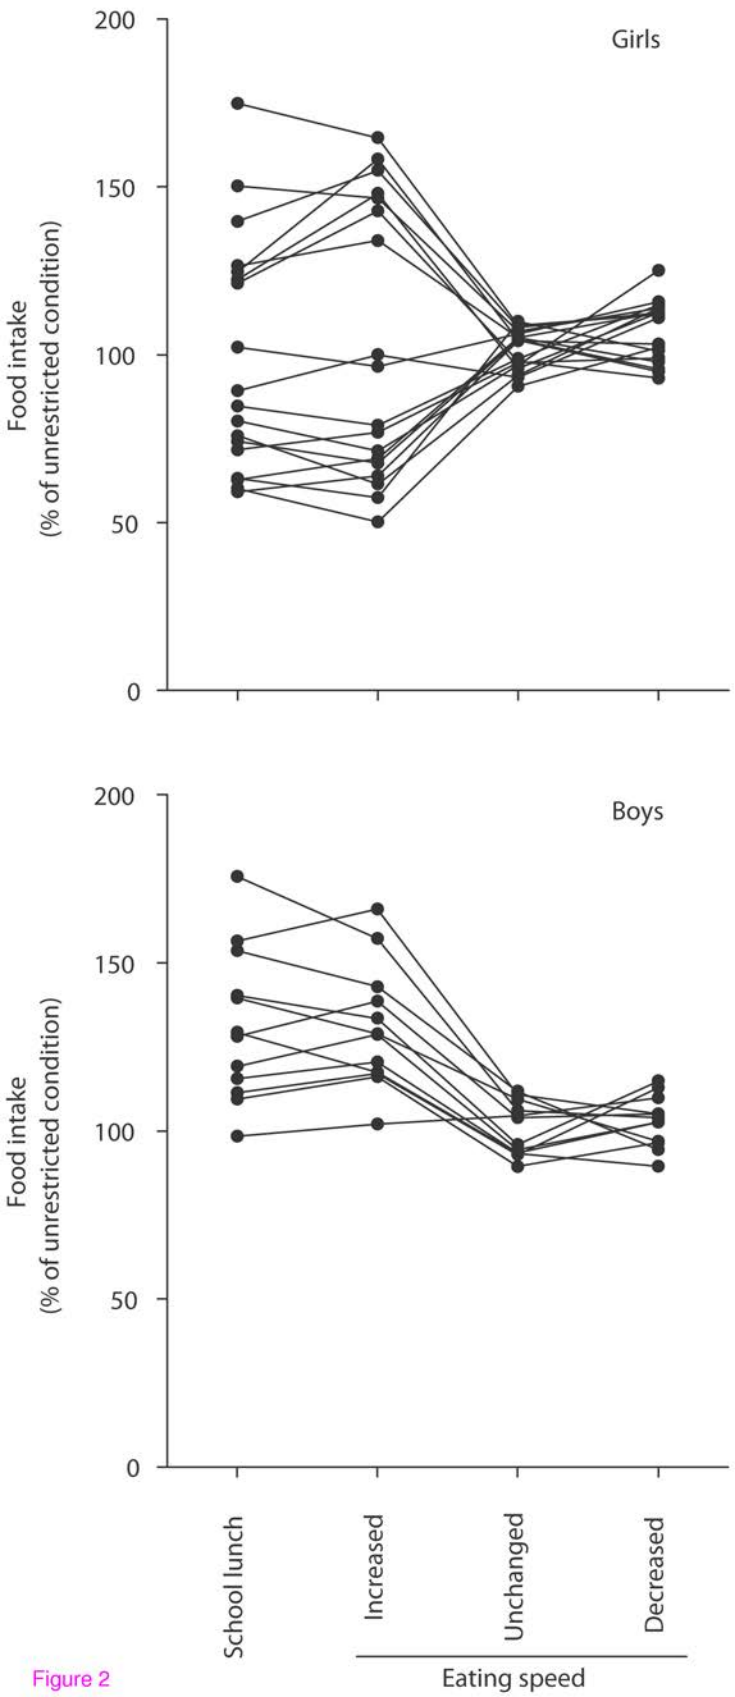 Girls
200
150
100
50
0
Food intake
(% of unrestricted condition)
Boys
200
150
100
50
0
Food intake
(% of unrestricted condition)
School lunch
Increased
Unchanged
Decreased
Eating speed
Figure 2